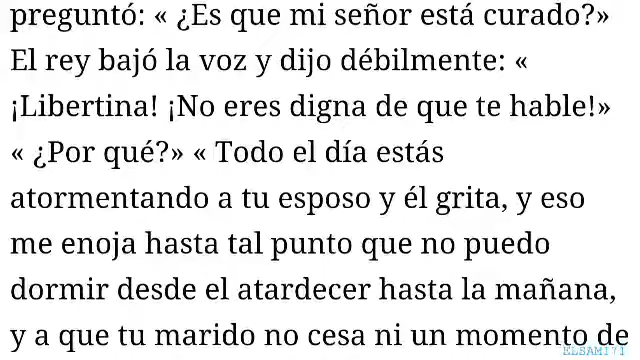 preguntó: « ¿Es que mi señor está curado?»
El rey bajó la voz y dijo débilmente: «
¡Libertina! ¡No eres digna de que te hable!»
« ¿Por qué?» « Todo el día estás
atormentando a tu esposo y él grita, y eso
me enoja hasta tal punto que no puedo
dormir desde el atardecer hasta la mañana,
y a que tu marido no cesa ni un momento de
ELSAM171